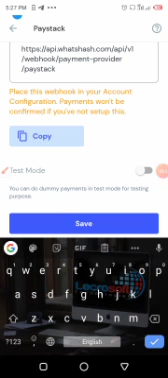 5:27 PM
Paystack
https://api.whatshash.com/api/v1
/webhook/payment-provider
/paystack
Please this webhook in your Account
Configuration. Payments won't be
confirmed if you've not setup this.
Copy
Test Mode
You can do dummy payments in test mode for testing
purpose.
Save
GIF
q w e r t y u i o p
a s d f g h j k l
z x c v b n m
?123 , English .